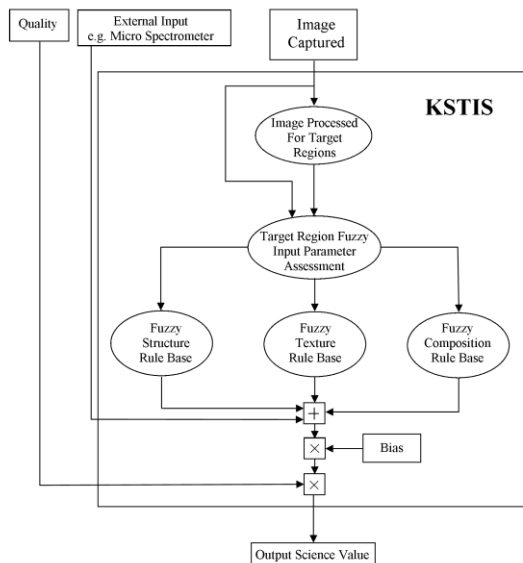 Quality
External Input
e.g. Micro Spectrometer
Image
Captured
KSTIS
Image Processed
For Target
Regions
Target Region Fuzzy
Input Parameter
Assessment
Fuzzy
Structure
Rule Base
Fuzzy
Texture
Rule Base
Fuzzy
Composition
Rule Base
+
×
Bias
×
Output Science Value